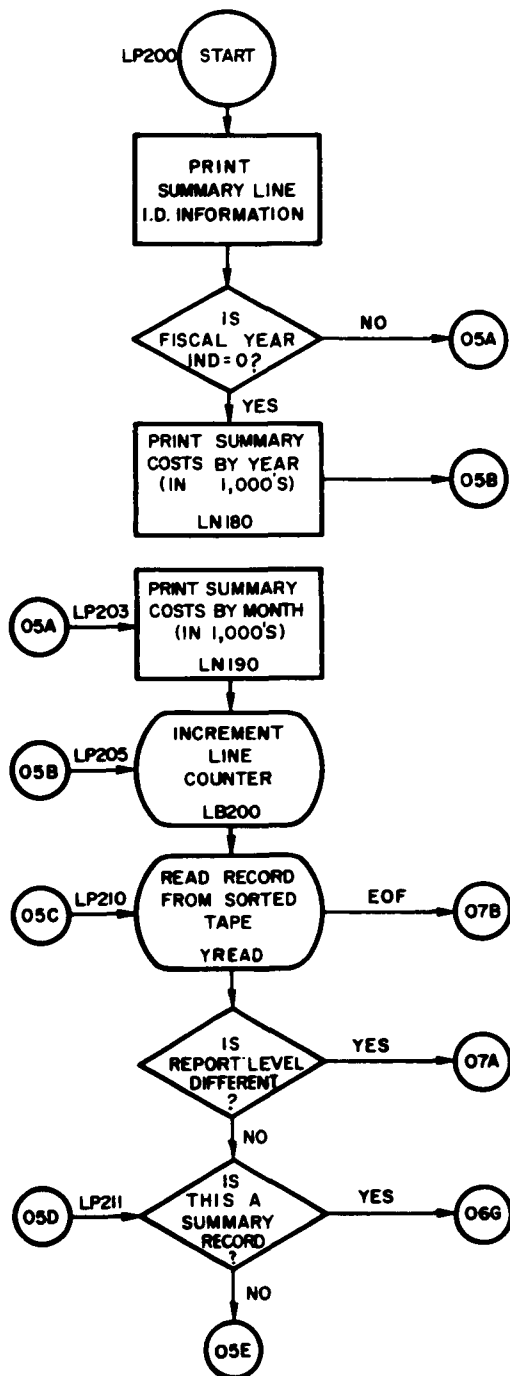 LP200 START
PRINT
SUMMARY LINE
I.D. INFORMATION
IS
FISCAL YEAR
IND=0?
NO
05A
YES
PRINT SUMMARY
COSTS BY YEAR
(IN 1,000'S)
LN180
05B
PRINT SUMMARY
COSTS BY MONTH
(IN 1,000'S)
LN190
05A
LP203
INCREMENT
LINE
COUNTER
LB200
05B
LP205
READ RECORD
FROM SORTED
TAPE
YREAD
05C
LP210
EOF
07B
IS
REPORT LEVEL
DIFFERENT
?
YES
07A
NO
05D
LP211
IS
THIS A
SUMMARY
RECORD
?
YES
06G
NO
05E